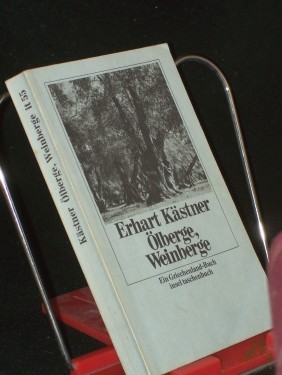 Kästner Ölberge, Weinberge it 55
Erhart Kästner
Ölberge,
Weinberge
Ein Griechenland-Buch
insel taschenbuch